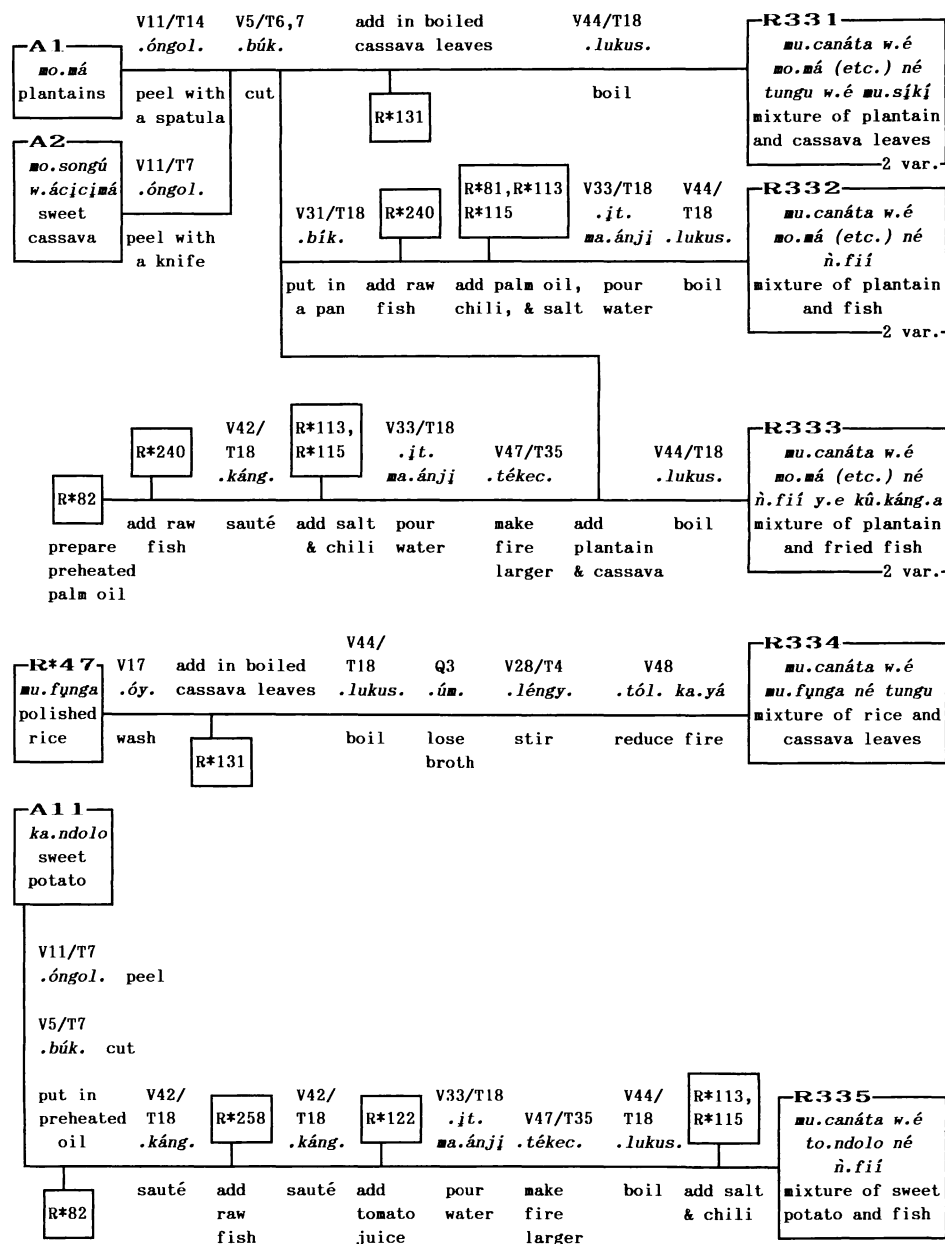 V11/T14 V5/T6,7 add in boiled V44/T18
.óngol. .búk. cassava leaves .lukus.
A1
mo.má
plantains
peel with cut R*131 boil
a spatula
R331
mu.canáta w.é
mo.má (etc.) né
tungu w.é mu.sį́kį́
mixture of plantain
and cassava leaves
2 var.
A2
mo.songú
w.ácįcįmá
sweet
cassava
V11/T7
.óngol.
peel with
a knife
V31/T18
.bík.
R*240
R*81,R*113
R*115
V33/T18
.įt.
ma.ánjį
V44/
T18
.lukus.
put in add raw add palm oil, pour boil
a pan fish chili, & salt water
R332
mu.canáta w.é
mo.má (etc.) né
ǹ.fií
mixture of plantain
and fish
2 var.
R*82
prepare
preheated
palm oil
R*240
add raw
fish
V42/
T18
.káng.
sauté
R*113,
R*115
add salt
& chili
V33/T18
.įt.
ma.ánjį
pour
water
V47/T35
.tékec.
make
fire
larger
add
plantain
& cassava
V44/T18
.lukus.
boil
R333
mu.canáta w.é
mo.má (etc.) né
ǹ.fií y.e kû.káng.a
mixture of plantain
and fried fish
2 var.
R*47
mu.fųnga
polished
rice
V17
.óy.
wash
add in boiled
cassava leaves
R*131
V44/
T18
.lukus.
boil
Q3
.úm.
lose
broth
V28/T4
.léngy.
stir
V48
.tól. ka.yá
reduce fire
R334
mu.canáta w.é
mu.fųnga né tungu
mixture of rice and
cassava leaves
A11
ka.ndolo
sweet
potato
V11/T7
.óngol. peel
V5/T7
.búk. cut
put in
preheated
oil
R*82
V42/
T18
.káng.
sauté
R*258
add
raw
fish
V42/
T18
.káng.
sauté
R*122
add
tomato
juice
V33/T18
.įt.
ma.ánjį
pour
water
V47/T35
.tékec.
make
fire
larger
V44/
T18
.lukus.
boil
R*113,
R*115
add salt
& chili
R335
mu.canáta w.é
to.ndolo né
ǹ.fií
mixture of sweet
potato and fish